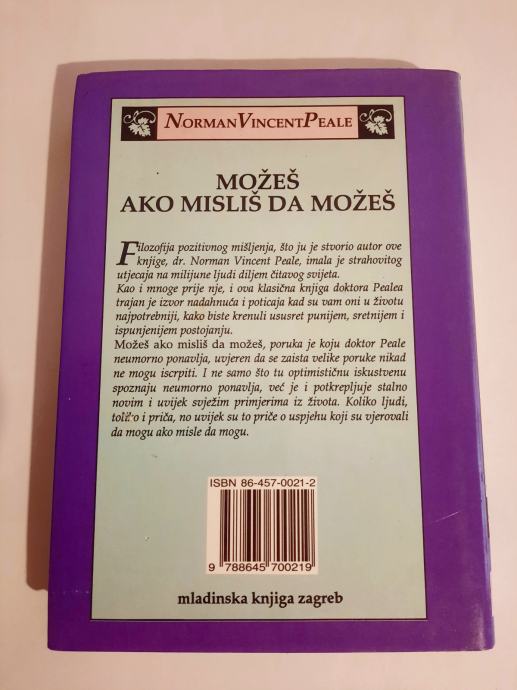 NORMAN VINCENT PEALE
MOŽEŠ
AKO MISLIŠ DA MOŽEŠ
Filozofija pozitivnog mišljenja, što ju je stvorio autor ove
knjige, dr. Norman Vincent Peale, imala je strahovitog
utjecaja na milijune ljudi diljem čitavog svijeta.
Kao i mnoge prije nje, i ova klasična knjiga doktora Pealea
trajan je izvor nadahnuća i poticaja kad su vam oni u životu
najpotrebniji, kako biste krenuli ususret punijem, sretnijem i
ispunjenijem postojanju.
Možeš ako misliš da možeš, poruka je koju doktor Peale
neumorno ponavlja, uvjeren da se zaista velike poruke nikad
ne mogu iscrpiti. I ne samo što tu optimističnu iskustvenu
spoznaju neumorno ponavlja, već je i potkrepljuje stalno
novim i uvijek svježim primjerima iz života. Koliko ljudi,
toliko i priča, no uvijek su to priče o uspjehu koji su vjerovali
da mogu ako misle da mogu.
ISBN 86-457-0021-2
9 788645 700219
mladinska knjiga zagreb